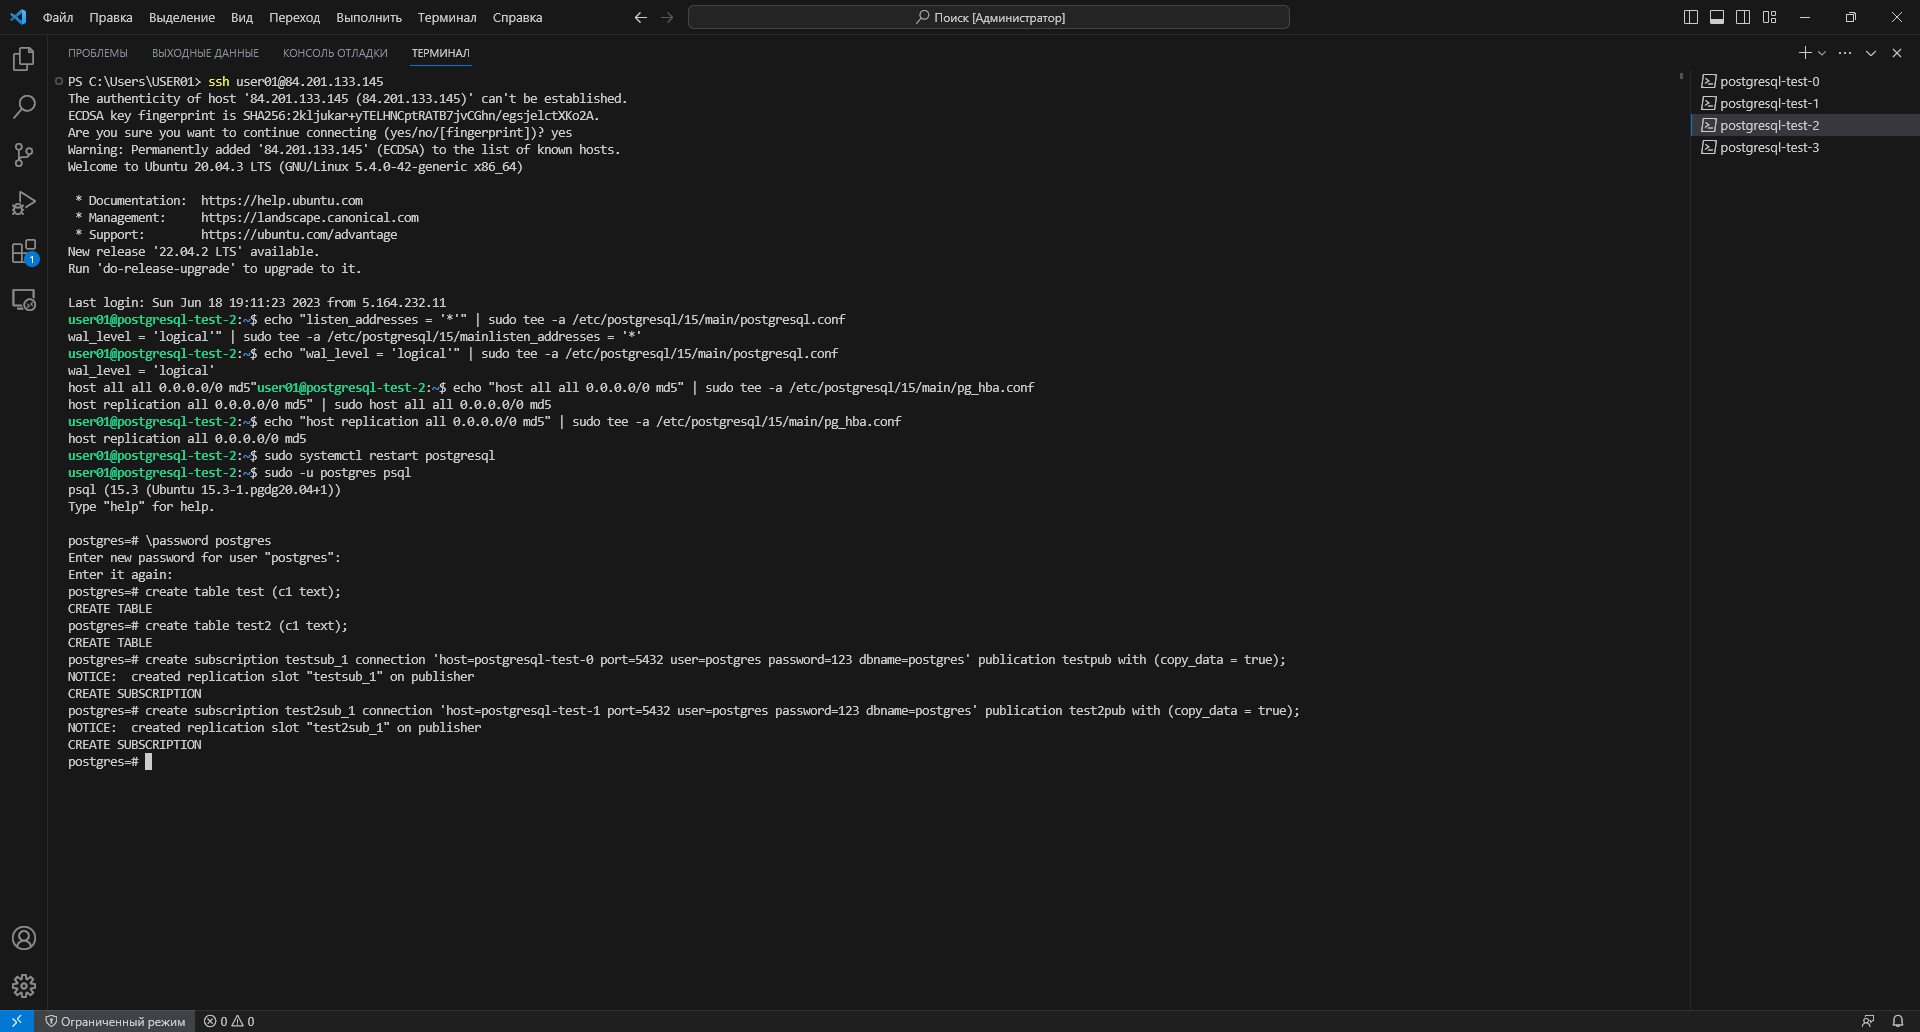 Файл Правка Выделение Вид Переход Выполнить Терминал Справка Поиск [Администратор]
ПРОБЛЕМЫ ВЫХОДНЫЕ ДАННЫЕ КОНСОЛЬ ОТЛАДКИ ТЕРМИНАЛ
PS C:\Users\USER01> ssh user01@84.201.133.145
The authenticity of host '84.201.133.145 (84.201.133.145)' can't be established.
ECDSA key fingerprint is SHA256:2kljukar+yTELHNCptRATB7jvCGhn/egsjelctXKo2A.
Are you sure you want to continue connecting (yes/no/[fingerprint])? yes
Warning: Permanently added '84.201.133.145' (ECDSA) to the list of known hosts.
Welcome to Ubuntu 20.04.3 LTS (GNU/Linux 5.4.0-42-generic x86_64)
* Documentation:  https://help.ubuntu.com
* Management:     https://landscape.canonical.com
* Support:        https://ubuntu.com/advantage
New release '22.04.2 LTS' available.
Run 'do-release-upgrade' to upgrade to it.
Last login: Sun Jun 18 19:11:23 2023 from 5.164.232.11
user01@postgresql-test-2:~$ echo "listen_addresses = '*'" | sudo tee -a /etc/postgresql/15/main/postgresql.conf
wal_level = 'logical'" | sudo tee -a /etc/postgresql/15/mainlisten_addresses = '*'
user01@postgresql-test-2:~$ echo "wal_level = 'logical'" | sudo tee -a /etc/postgresql/15/main/postgresql.conf
wal_level = 'logical'
host all all 0.0.0.0/0 md5"user01@postgresql-test-2:~$ echo "host all all 0.0.0.0/0 md5" | sudo tee -a /etc/postgresql/15/main/pg_hba.conf
host replication all 0.0.0.0/0 md5" | sudo host all all 0.0.0.0/0 md5
user01@postgresql-test-2:~$ echo "host replication all 0.0.0.0/0 md5" | sudo tee -a /etc/postgresql/15/main/pg_hba.conf
host replication all 0.0.0.0/0 md5
user01@postgresql-test-2:~$ sudo systemctl restart postgresql
user01@postgresql-test-2:~$ sudo -u postgres psql
psql (15.3 (Ubuntu 15.3-1.pgdg20.04+1))
Type "help" for help.
postgres=# \password postgres
Enter new password for user "postgres":
Enter it again:
postgres=# create table test (c1 text);
CREATE TABLE
postgres=# create table test2 (c1 text);
CREATE TABLE
postgres=# create subscription testsub_1 connection 'host=postgresql-test-0 port=5432 user=postgres password=123 dbname=postgres' publication testpub with (copy_data = true);
NOTICE:  created replication slot "testsub_1" on publisher
CREATE SUBSCRIPTION
postgres=# create subscription test2sub_1 connection 'host=postgresql-test-1 port=5432 user=postgres password=123 dbname=postgres' publication test2pub with (copy_data = true);
NOTICE:  created replication slot "test2sub_1" on publisher
CREATE SUBSCRIPTION
postgres=#
postgresql-test-0
postgresql-test-1
postgresql-test-2
postgresql-test-3
1
Ограниченный режим 0 0